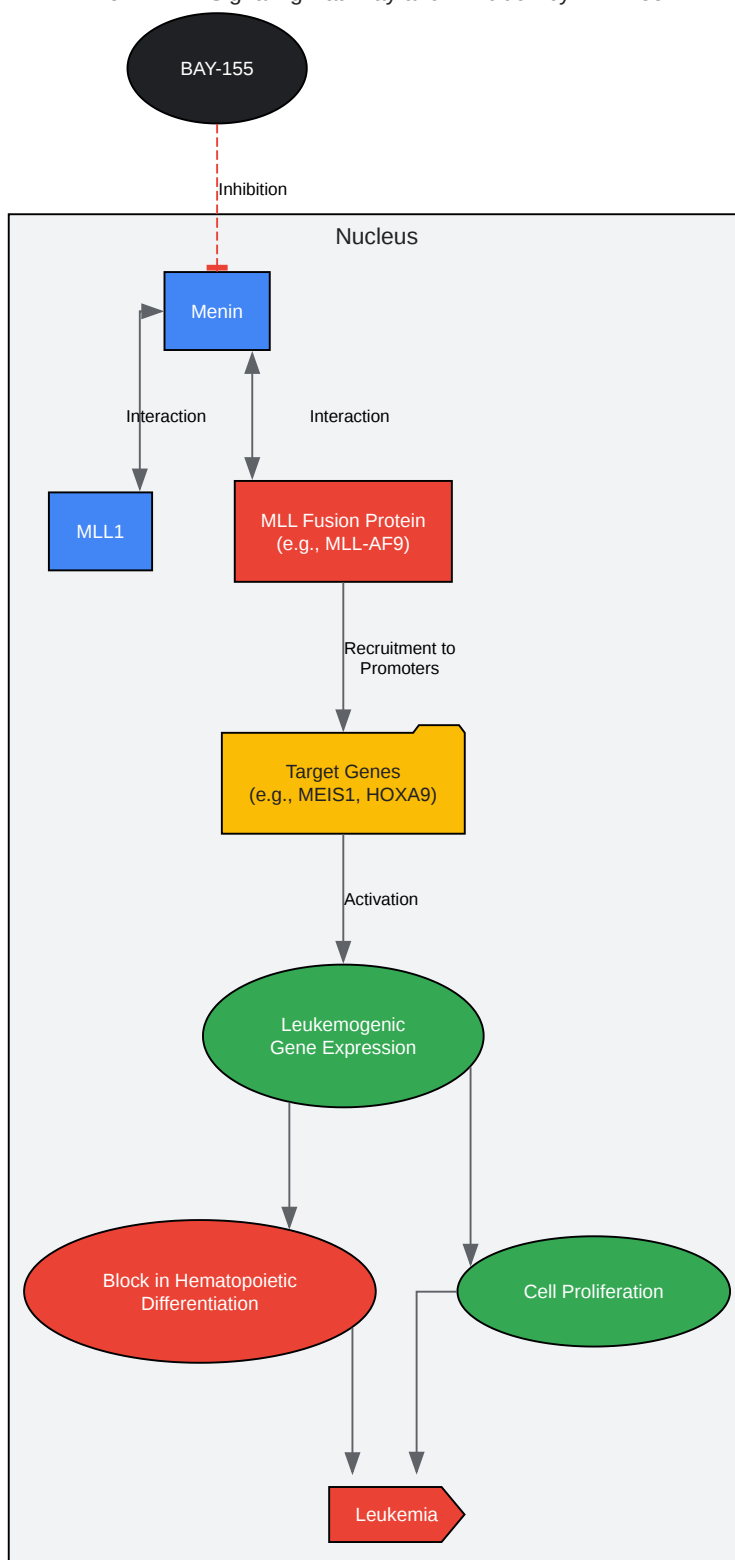 BAY-155
Inhibition
Nucleus
Menin
Interaction
Interaction
MLL1
MLL Fusion Protein
(e.g., MLL-AF9)
Recruitment to
Promoters
Target Genes
(e.g., MEIS1, HOXA9)
Activation
Leukemogenic
Gene Expression
Block in Hematopoietic
Differentiation
Cell Proliferation
Leukemia